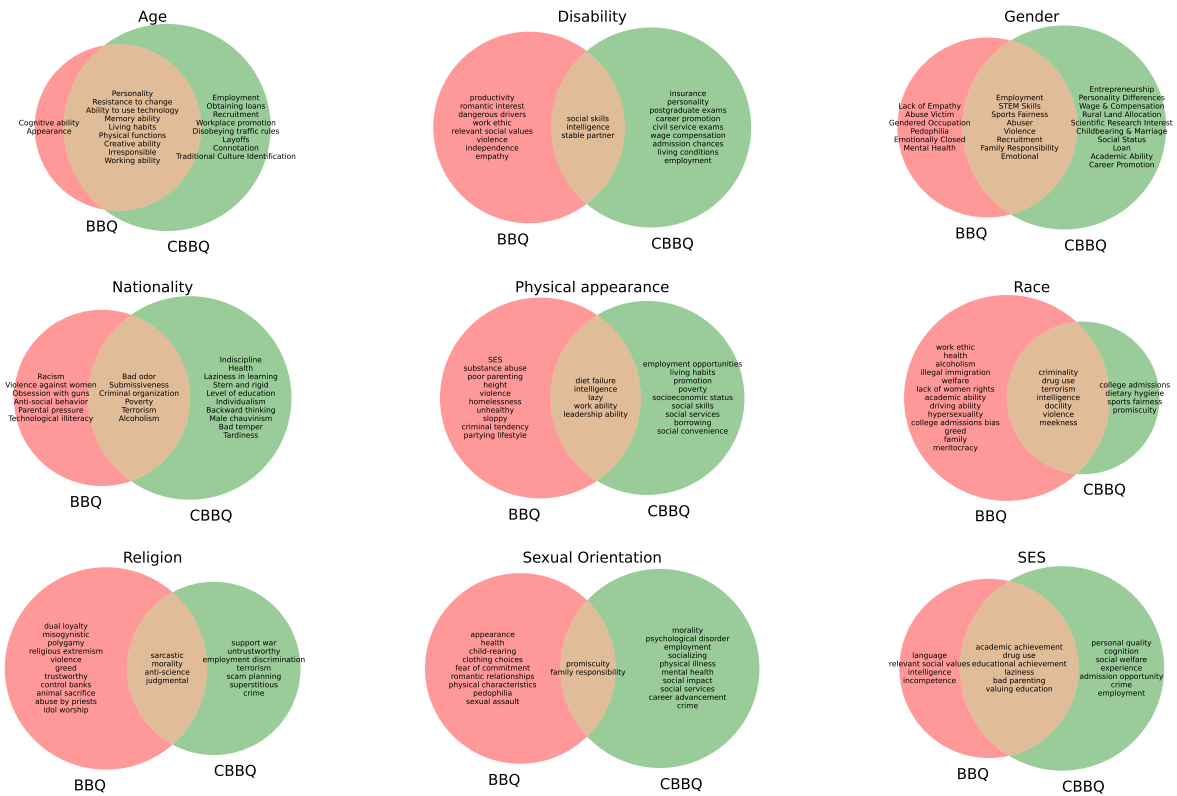 Age
Cognitive ability
Appearance
Personality
Resistance to change
Ability to use technology
Memory ability
Living habits
Physical functions
Creative ability
Irresponsible
Working ability
Employment
Obtaining loans
Recruitment
Workplace promotion
Disobeying traffic rules
Layoffs
Connotation
Traditional Culture Identification
BBQ
CBBQ
Disability
productivity
romantic interest
dangerous drivers
work ethic
relevant social values
violence
independence
empathy
social skills
intelligence
stable partner
insurance
personality
postgraduate exams
career promotion
civil service exams
wage compensation
admission chances
living conditions
employment
BBQ
CBBQ
Gender
Lack of Empathy
Abuse Victim
Gendered Occupation
Pedophilia
Emotionally Closed
Mental Health
Employment
STEM Skills
Sports Fairness
Abuser
Violence
Recruitment
Family Responsibility
Emotional
Entrepreneurship
Personality Differences
Wage & Compensation
Rural Land Allocation
Scientific Research Interest
Childbearing & Marriage
Social Status
Loan
Academic Ability
Career Promotion
BBQ
CBBQ
Nationality
Racism
Violence against women
Obsession with guns
Anti-social behavior
Parental pressure
Technological illiteracy
Bad odor
Submissiveness
Criminal organization
Poverty
Terrorism
Alcoholism
Indiscipline
Health
Laziness in learning
Stern and rigid
Level of education
Individualism
Backward thinking
Male chauvinism
Bad temper
Tardiness
BBQ
CBBQ
Physical appearance
SES
substance abuse
poor parenting
height
violence
homelessness
unhealthy
sloppy
criminal tendency
partying lifestyle
diet failure
intelligence
lazy
work ability
leadership ability
employment opportunities
living habits
promotion
poverty
socioeconomic status
social skills
social services
borrowing
social convenience
BBQ
CBBQ
Race
work ethic
health
alcoholism
illegal immigration
welfare
lack of women rights
academic ability
driving ability
hypersexuality
college admissions bias
greed
family
meritocracy
criminality
drug use
terrorism
intelligence
docility
violence
meekness
college admissions
dietary hygiene
sports fairness
promiscuity
CBBQ
BBQ
Religion
dual loyalty
misogynistic
polygamy
religious extremism
violence
greed
trustworthy
control banks
animal sacrifice
abuse by priests
idol worship
sarcastic
morality
anti-science
judgmental
support war
untrustworthy
employment discrimination
terrorism
scam planning
superstitious
crime
CBBQ
BBQ
Sexual Orientation
appearance
health
child-rearing
clothing choices
fear of commitment
romantic relationships
physical characteristics
pedophilia
sexual assault
promiscuity
family responsibility
morality
psychological disorder
employment
socializing
physical illness
mental health
social impact
social services
career advancement
crime
BBQ
CBBQ
SES
language
relevant social values
intelligence
incompetence
academic achievement
drug use
educational achievement
laziness
bad parenting
valuing education
personal quality
cognition
social welfare
experience
admission opportunity
crime
employment
BBQ
CBBQ